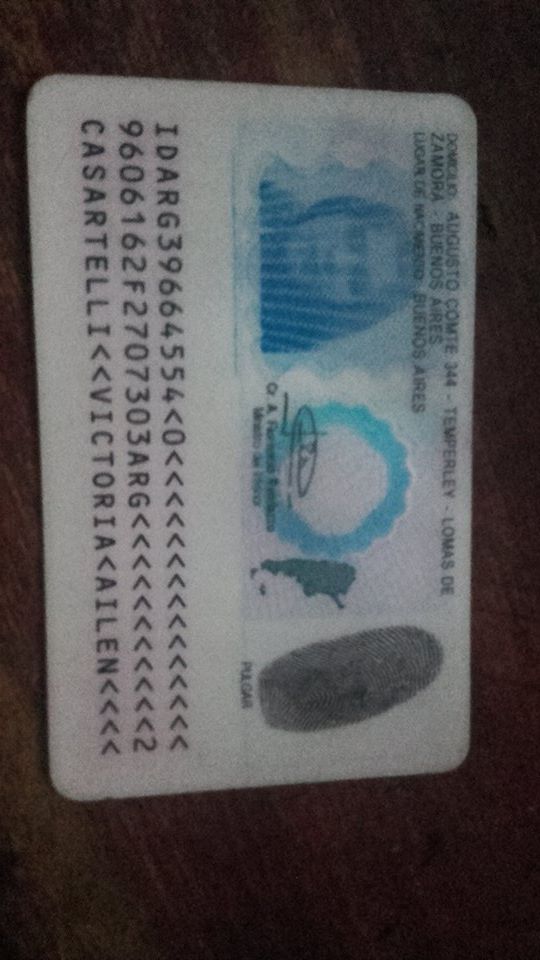 DOMICILIO: AUGUSTO COMTE 344 - TEMPERLEY - LOMAS DE
ZAMORA - BUENOS AIRES
LUGAR DE NACIMIENTO: BUENOS AIRES
Cr. A. Florencio Randazzo
Ministro del Interior
PULGAR
IDARG39664554<0<<<<<<<<<<<<<<<
9606162F2707303ARG<<<<<<<<<<<2
CASARTELLI<<VICTORIA<AILEN<<<<